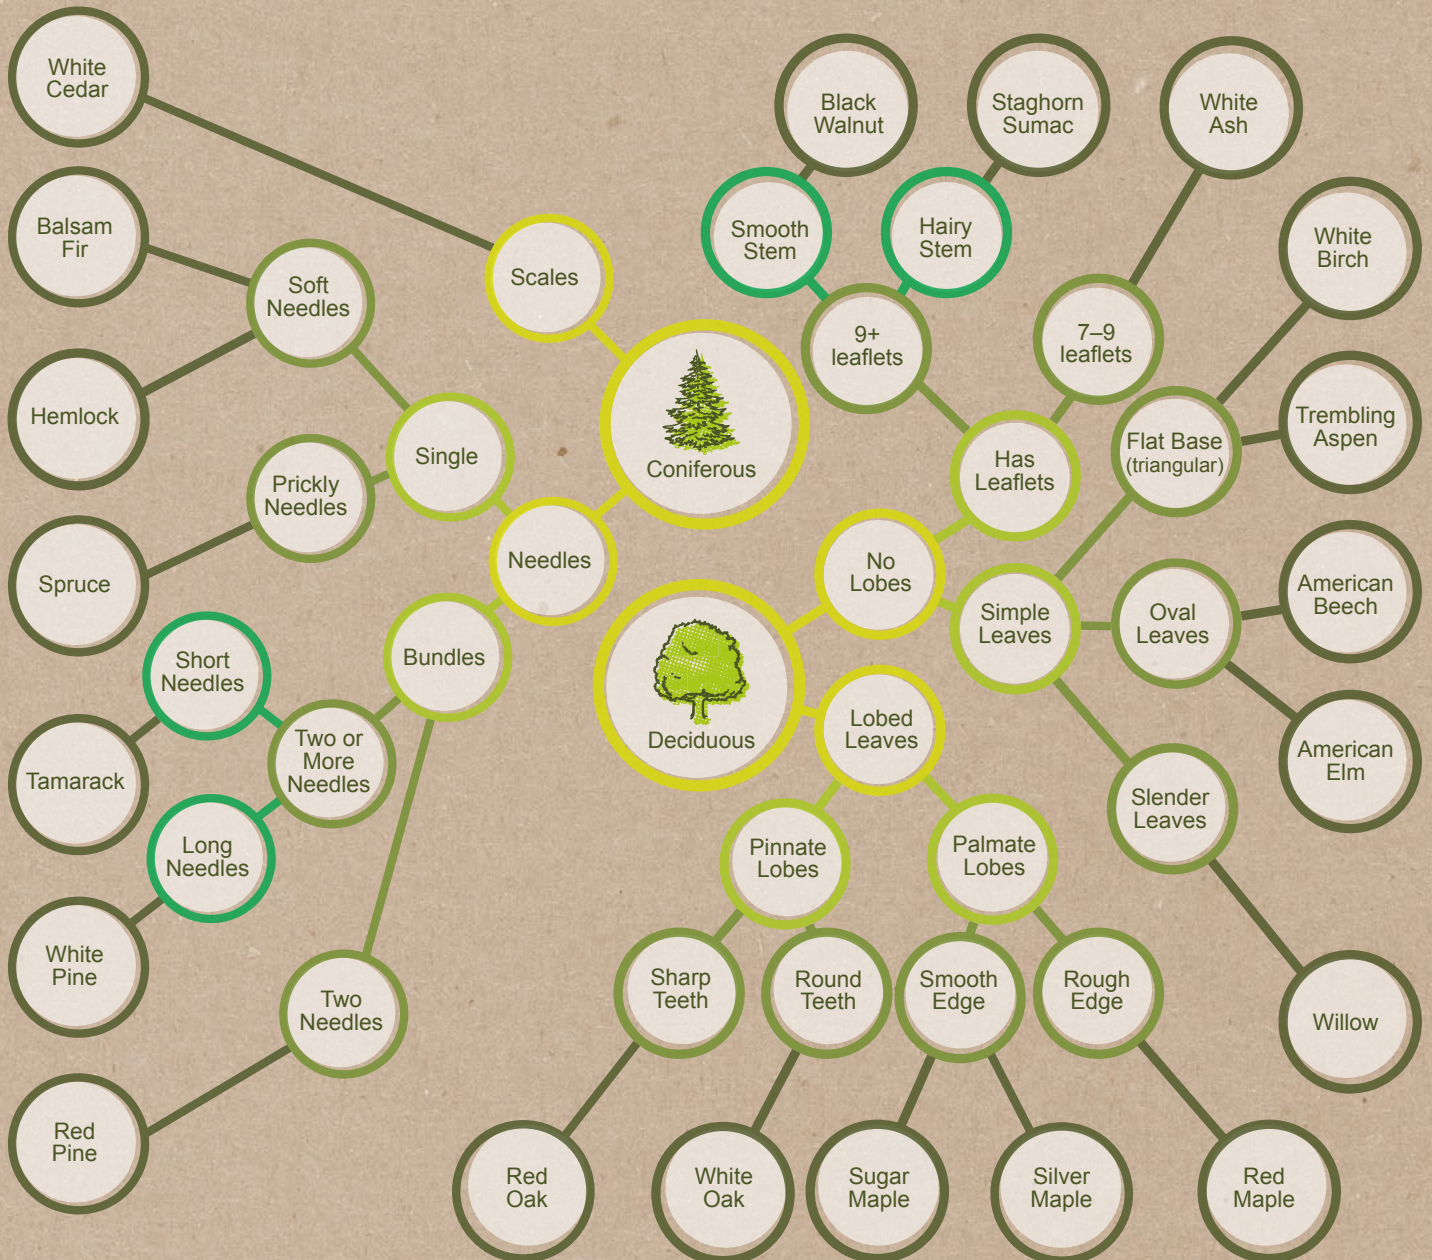 White
Cedar
Balsam
Fir
Hemlock
Spruce
Tamarack
White
Pine
Red
Pine
Soft
Needles
Prickly
Needles
Short
Needles
Long
Needles
Two or
More
Needles
Two
Needles
Single
Bundles
Scales
Needles
Coniferous
Deciduous
No
Lobes
Lobed
Leaves
Has
Leaflets
Simple
Leaves
9+
leaflets
7–9
leaflets
Smooth
Stem
Hairy
Stem
Black
Walnut
Staghorn
Sumac
White
Ash
Flat Base
(triangular)
White
Birch
Trembling
Aspen
Oval
Leaves
American
Beech
American
Elm
Slender
Leaves
Willow
Pinnate
Lobes
Palmate
Lobes
Sharp
Teeth
Round
Teeth
Smooth
Edge
Rough
Edge
Red
Oak
White
Oak
Sugar
Maple
Silver
Maple
Red
Maple